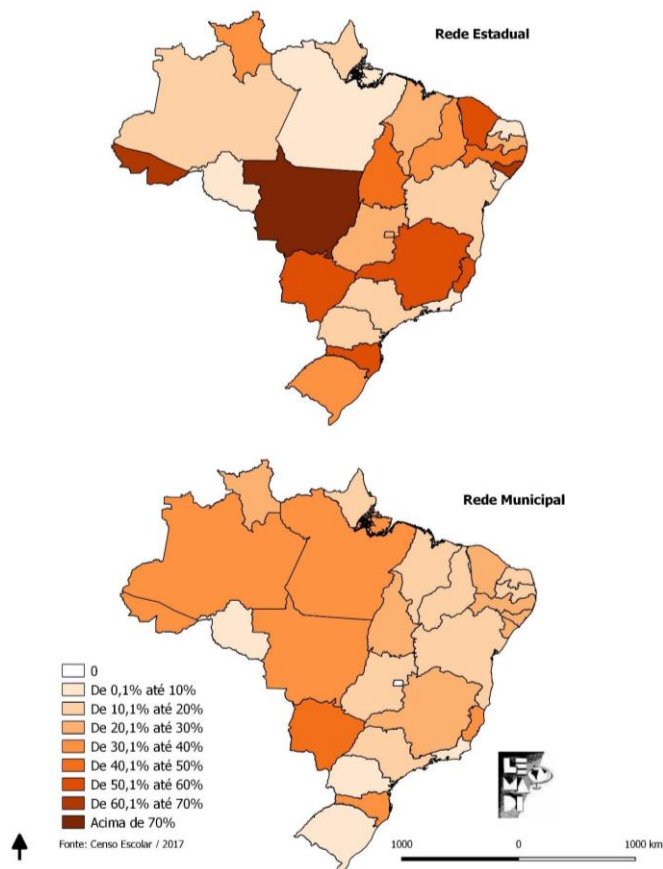 Rede Estadual
Rede Municipal
0
De 0,1% até 10%
De 10,1% até 20%
De 20,1% até 30%
De 30,1% até 40%
De 40,1% até 50%
De 50,1% até 60%
De 60,1% até 70%
Acima de 70%
Fonte: Censo Escolar / 2017
1000 0 1000 km